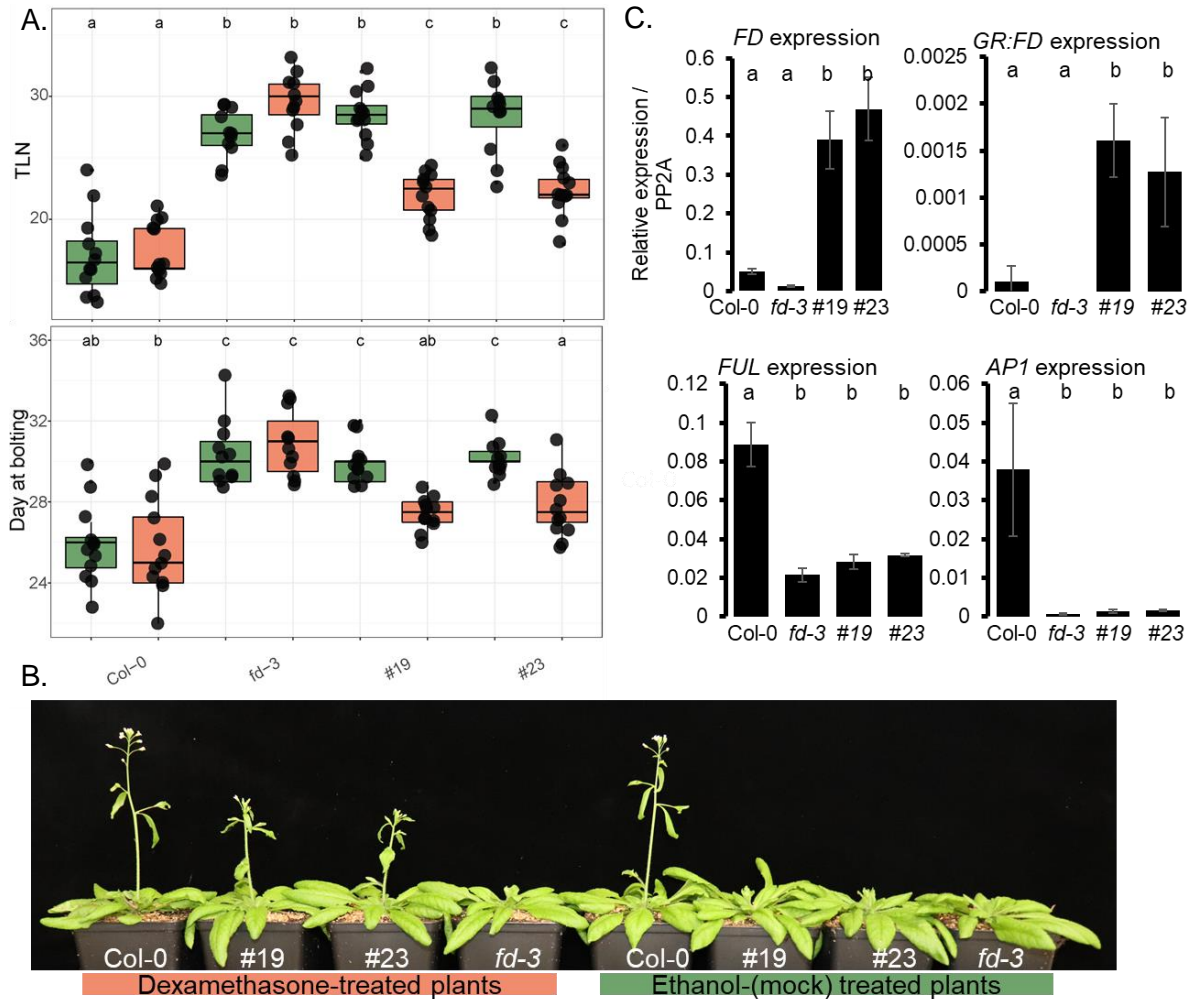 A.
a a b b b c b c
TLN
30
20
ab b c c c ab c a
Day at bolting
36
32
28
24
Col-0 fd-3 #19 #23
C.
FD expression
a a b b
Relative expression /
PP2A
0.6
0.5
0.4
0.3
0.2
0.1
0
Col-0 fd-3 #19 #23
GR:FD expression
a a b b
0.0025
0.002
0.0015
0.001
0.0005
0
Col-0 fd-3 #19 #23
FUL expression
a b b b
0.12
0.1
0.08
0.06
0.04
0.02
0
Col-0 fd-3 #19 #23
AP1 expression
a b b b
0.06
0.05
0.04
0.03
0.02
0.01
0
Col-0 fd-3 #19 #23
Col-0
B.
Col-0 #19 #23 fd-3 Col-0 #19 #23 fd-3
Dexamethasone-treated plants Ethanol-(mock) treated plants